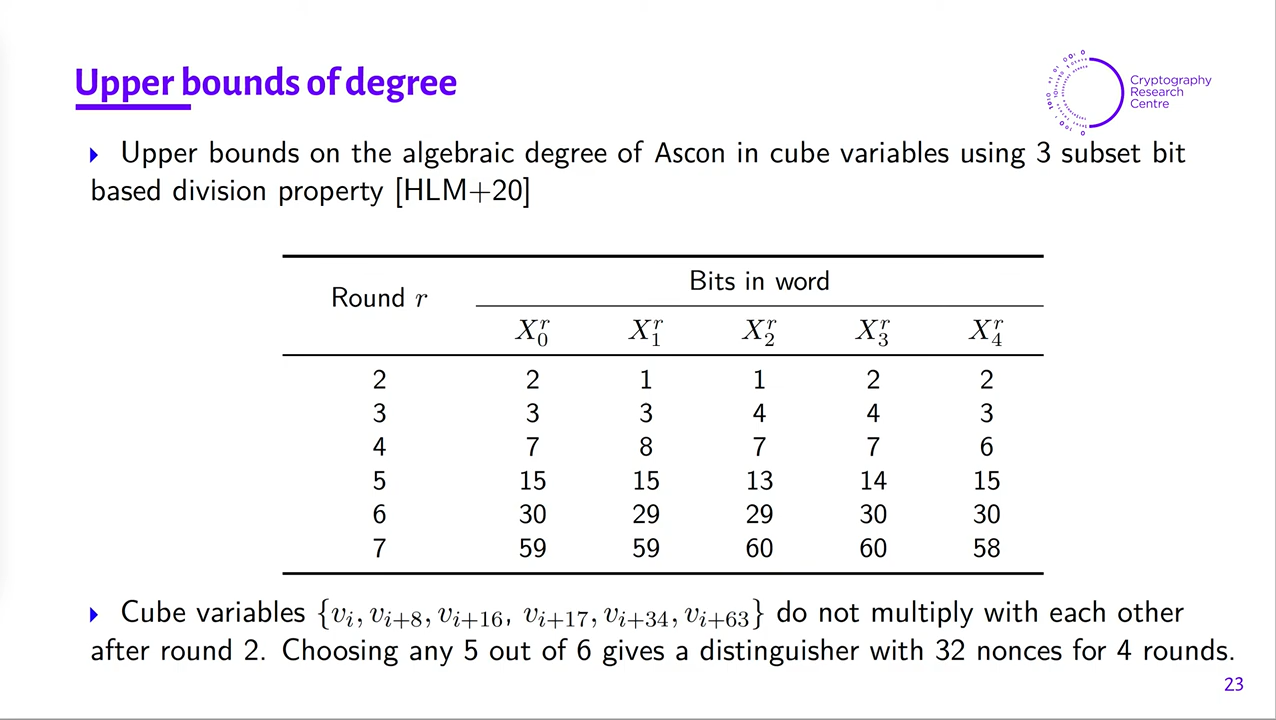 Upper bounds of degree
Cryptography
Research
Centre
Upper bounds on the algebraic degree of Ascon in cube variables using 3 subset bit
based division property [HLM+20]
Bits in word
Round r
X_0^r X_1^r X_2^r X_3^r X_4^r
2 2 1 1 2 2
3 3 3 4 4 3
4 7 8 7 7 6
5 15 15 13 14 15
6 30 29 29 30 30
7 59 59 60 60 58
Cube variables {v_i, v_{i+8}, v_{i+16}, v_{i+17}, v_{i+34}, v_{i+63}} do not multiply with each other
after round 2. Choosing any 5 out of 6 gives a distinguisher with 32 nonces for 4 rounds.
23